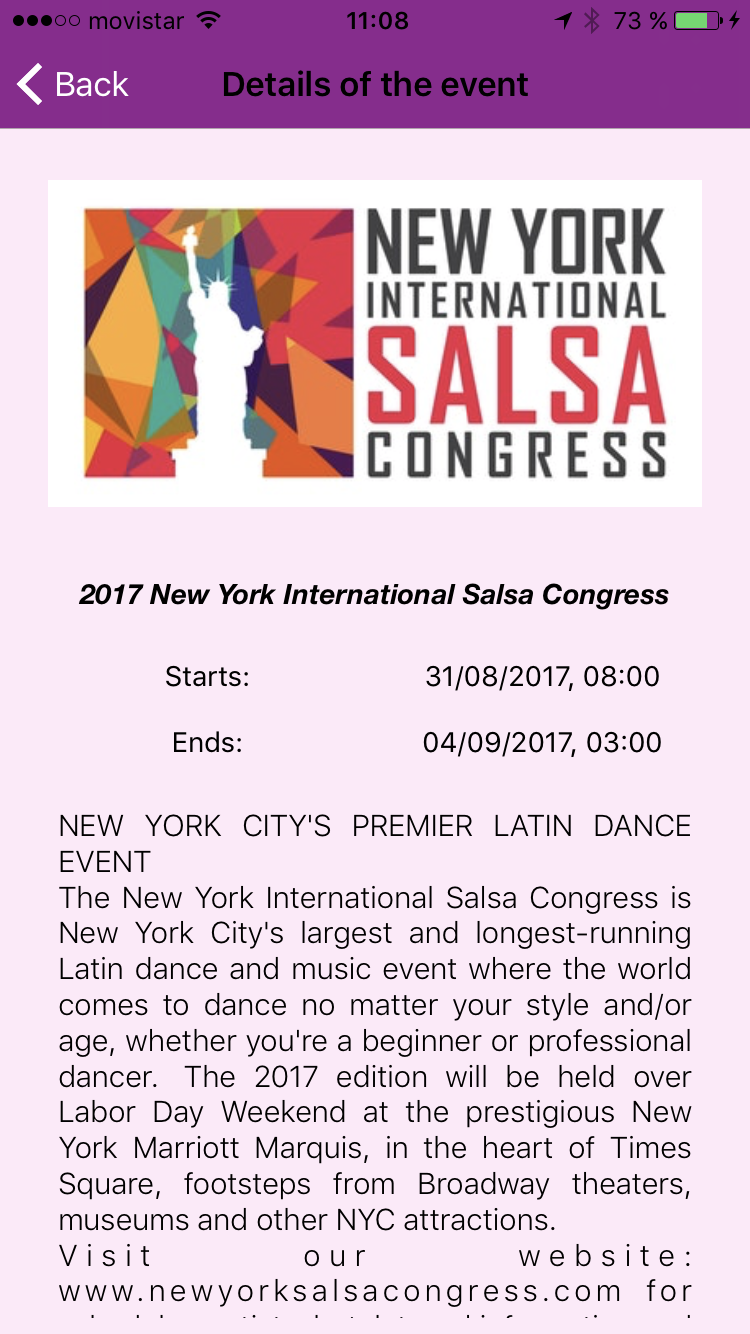 movistar 11:08 73 %
Back Details of the event
NEW YORK
INTERNATIONAL
SALSA
CONGRESS
2017 New York International Salsa Congress
Starts: 31/08/2017, 08:00
Ends: 04/09/2017, 03:00
NEW YORK CITY'S PREMIER LATIN DANCE
EVENT
The New York International Salsa Congress is
New York City's largest and longest-running
Latin dance and music event where the world
comes to dance no matter your style and/or
age, whether you're a beginner or professional
dancer. The 2017 edition will be held over
Labor Day Weekend at the prestigious New
York Marriott Marquis, in the heart of Times
Square, footsteps from Broadway theaters,
museums and other NYC attractions.
Visit our website:
www.newyorksalsacongress.com for